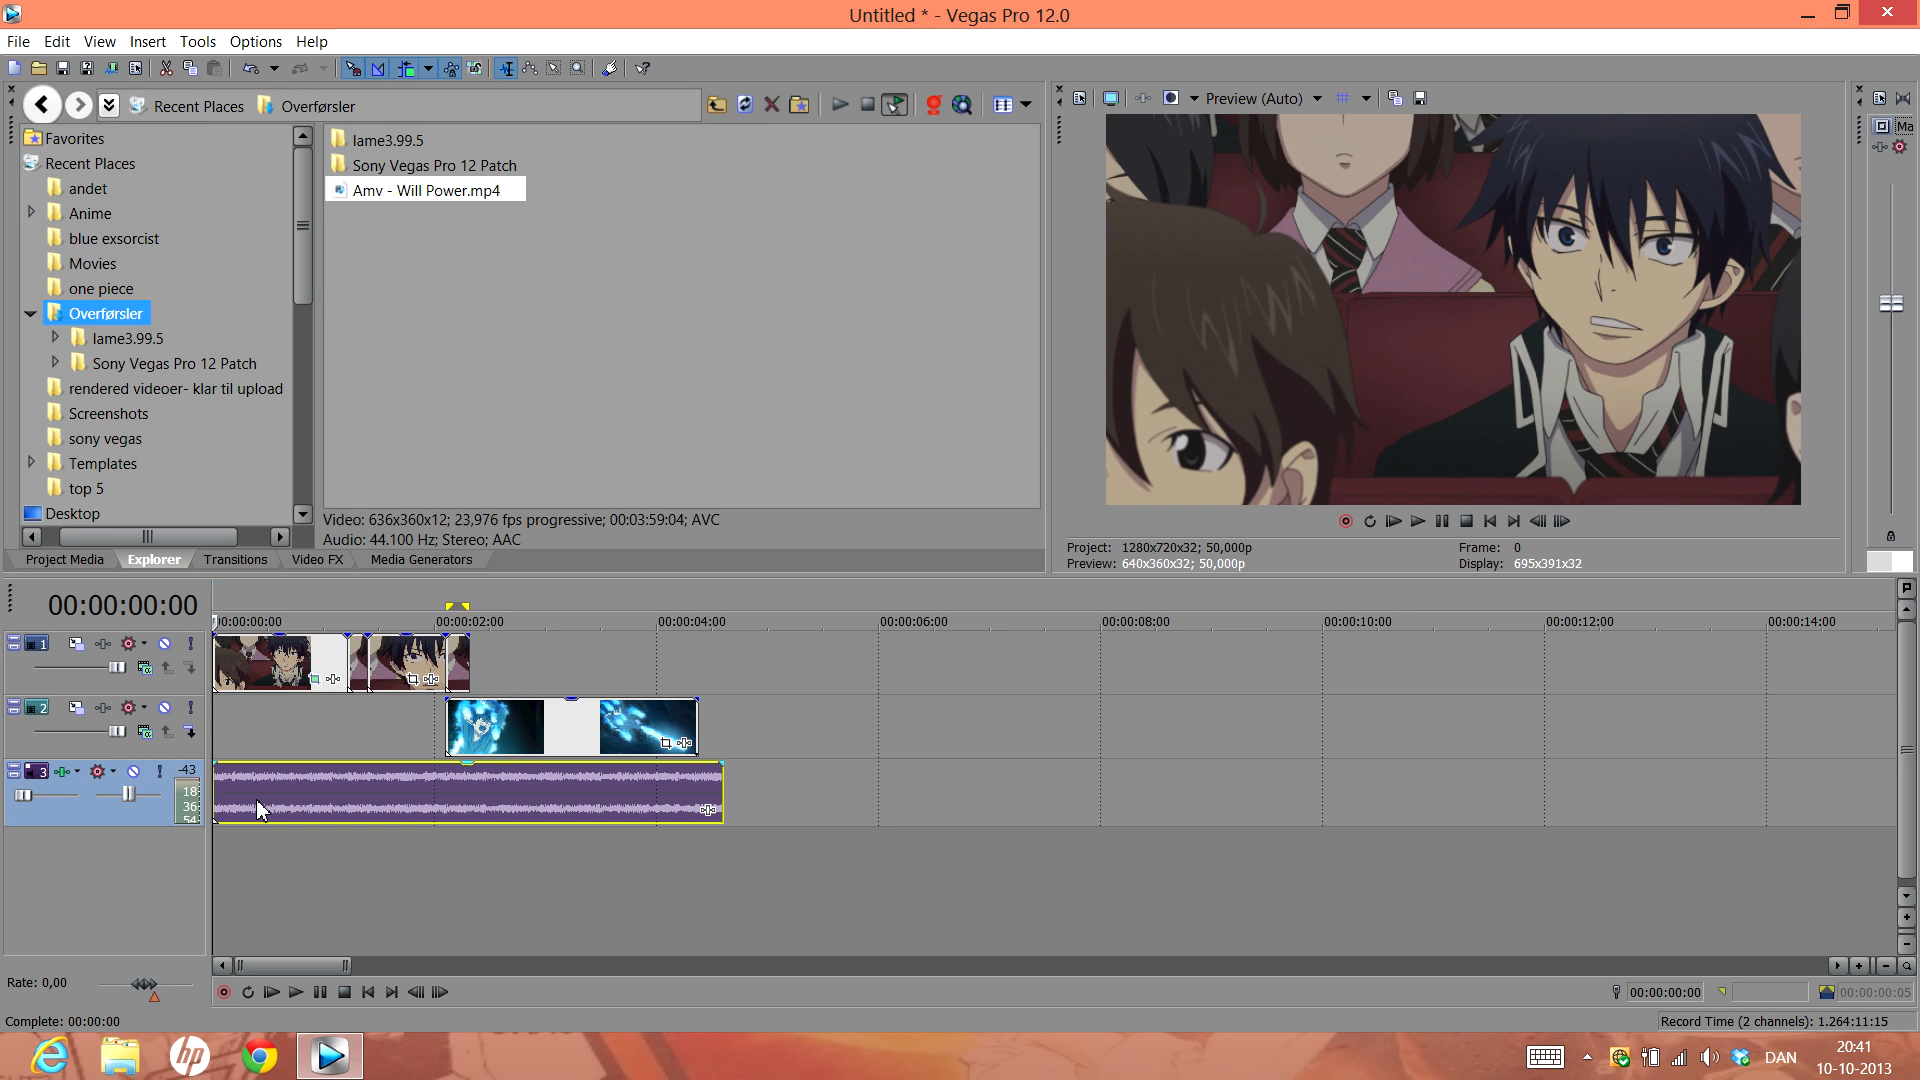 Untitled * - Vegas Pro 12.0
File Edit View Insert Tools Options Help
Recent Places Overførsler
Preview (Auto)
Ma
Favorites
Recent Places
andet
Anime
blue exsorcist
Movies
one piece
Overførsler
lame3.99.5
Sony Vegas Pro 12 Patch
rendered videoer- klar til upload
Screenshots
sony vegas
Templates
top 5
Desktop
lame3.99.5
Sony Vegas Pro 12 Patch
Amv - Will Power.mp4
Video: 636x360x12; 23,976 fps progressive; 00:03:59:04; AVC
Audio: 44.100 Hz; Stereo; AAC
Project Media Explorer Transitions Video FX Media Generators
Project: 1280x720x32; 50,000p
Preview: 640x360x32; 50,000p
Frame: 0
Display: 695x391x32
00:00:00:00
00:00:00:00 00:00:02:00 00:00:04:00 00:00:06:00 00:00:08:00 00:00:10:00 00:00:12:00 00:00:14:00
1
2
3
-43
18
36
54
Rate: 0,00
00:00:00:00
00:00:00:05
Complete: 00:00:00
Record Time (2 channels): 1.264:11:15
hp
DAN
20:41
10-10-2013